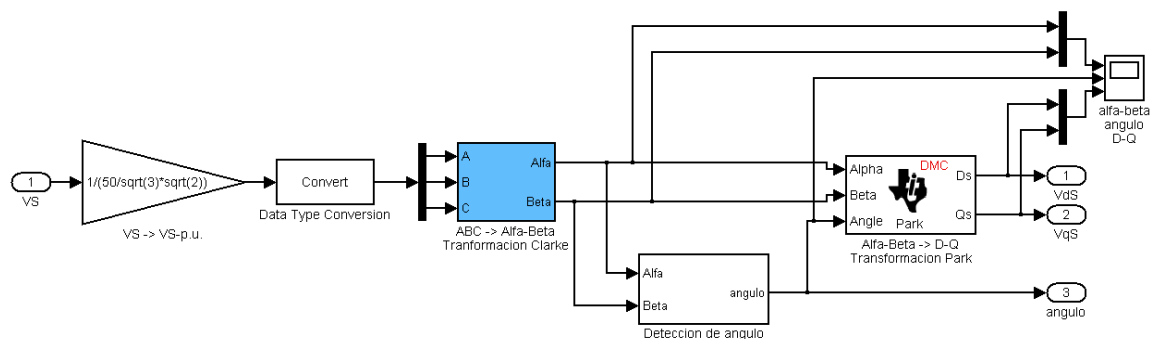 1
VS
1/(50/sqrt(3)*sqrt(2))
VS -> VS-p.u.
Convert
Data Type Conversion
A
B
C
Alfa
Beta
ABC -> Alfa-Beta
Tranformacion Clarke
Alfa
Beta
angulo
Deteccion de angulo
DMC
Alpha
Beta
Angle
Ds
Qs
Park
Alfa-Beta -> D-Q
Transformacion Park
alfa-beta
angulo
D-Q
1
VdS
2
VqS
3
angulo